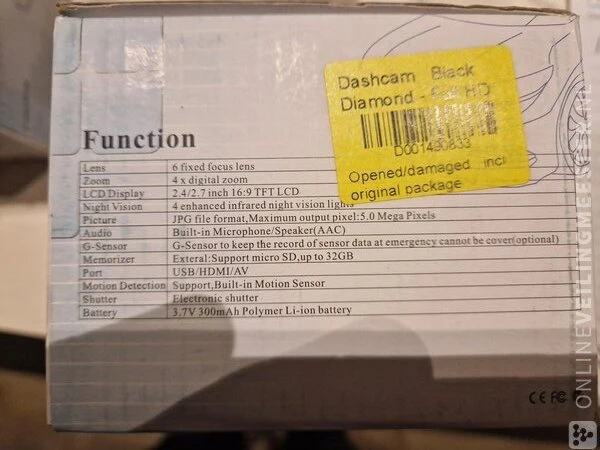 Dashcam Black
Diamond - Full HD
D001480833
Opened/damaged incl
original package
Function
Lens 6 fixed focus lens
Zoom 4 x digital zoom
LCD Display 2.4/2.7 inch 16:9 TFT LCD
Night Vision 4 enhanced infrared night vision lights
Picture JPG file format,Maximum output pixel:5.0 Mega Pixels
Audio Built-in Microphone/Speaker(AAC)
G-Sensor G-Sensor to keep the record of sensor data at emergency cannot be cover(optional)
Memorizer Exteral:Support micro SD,up to 32GB
Port USB/HDMI/AV
Motion Detection Support,Built-in Motion Sensor
Shutter Electronic shutter
Battery 3.7V 300mAh Polymer Li-ion battery
CE FC
ONLINEVEILINGMEESTER.NL